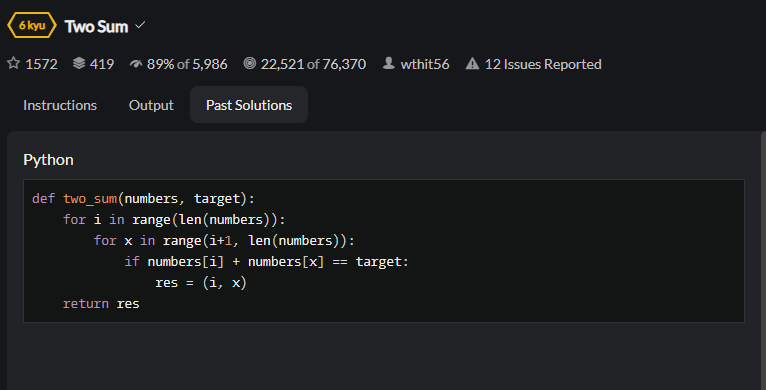 6 kyu Two Sum
1572 419 89% of 5,986 22,521 of 76,370 wthit56 12 Issues Reported
Instructions Output Past Solutions
Python
def two_sum(numbers, target):
    for i in range(len(numbers)):
        for x in range(i+1, len(numbers)):
            if numbers[i] + numbers[x] == target:
                res = (i, x)
    return res